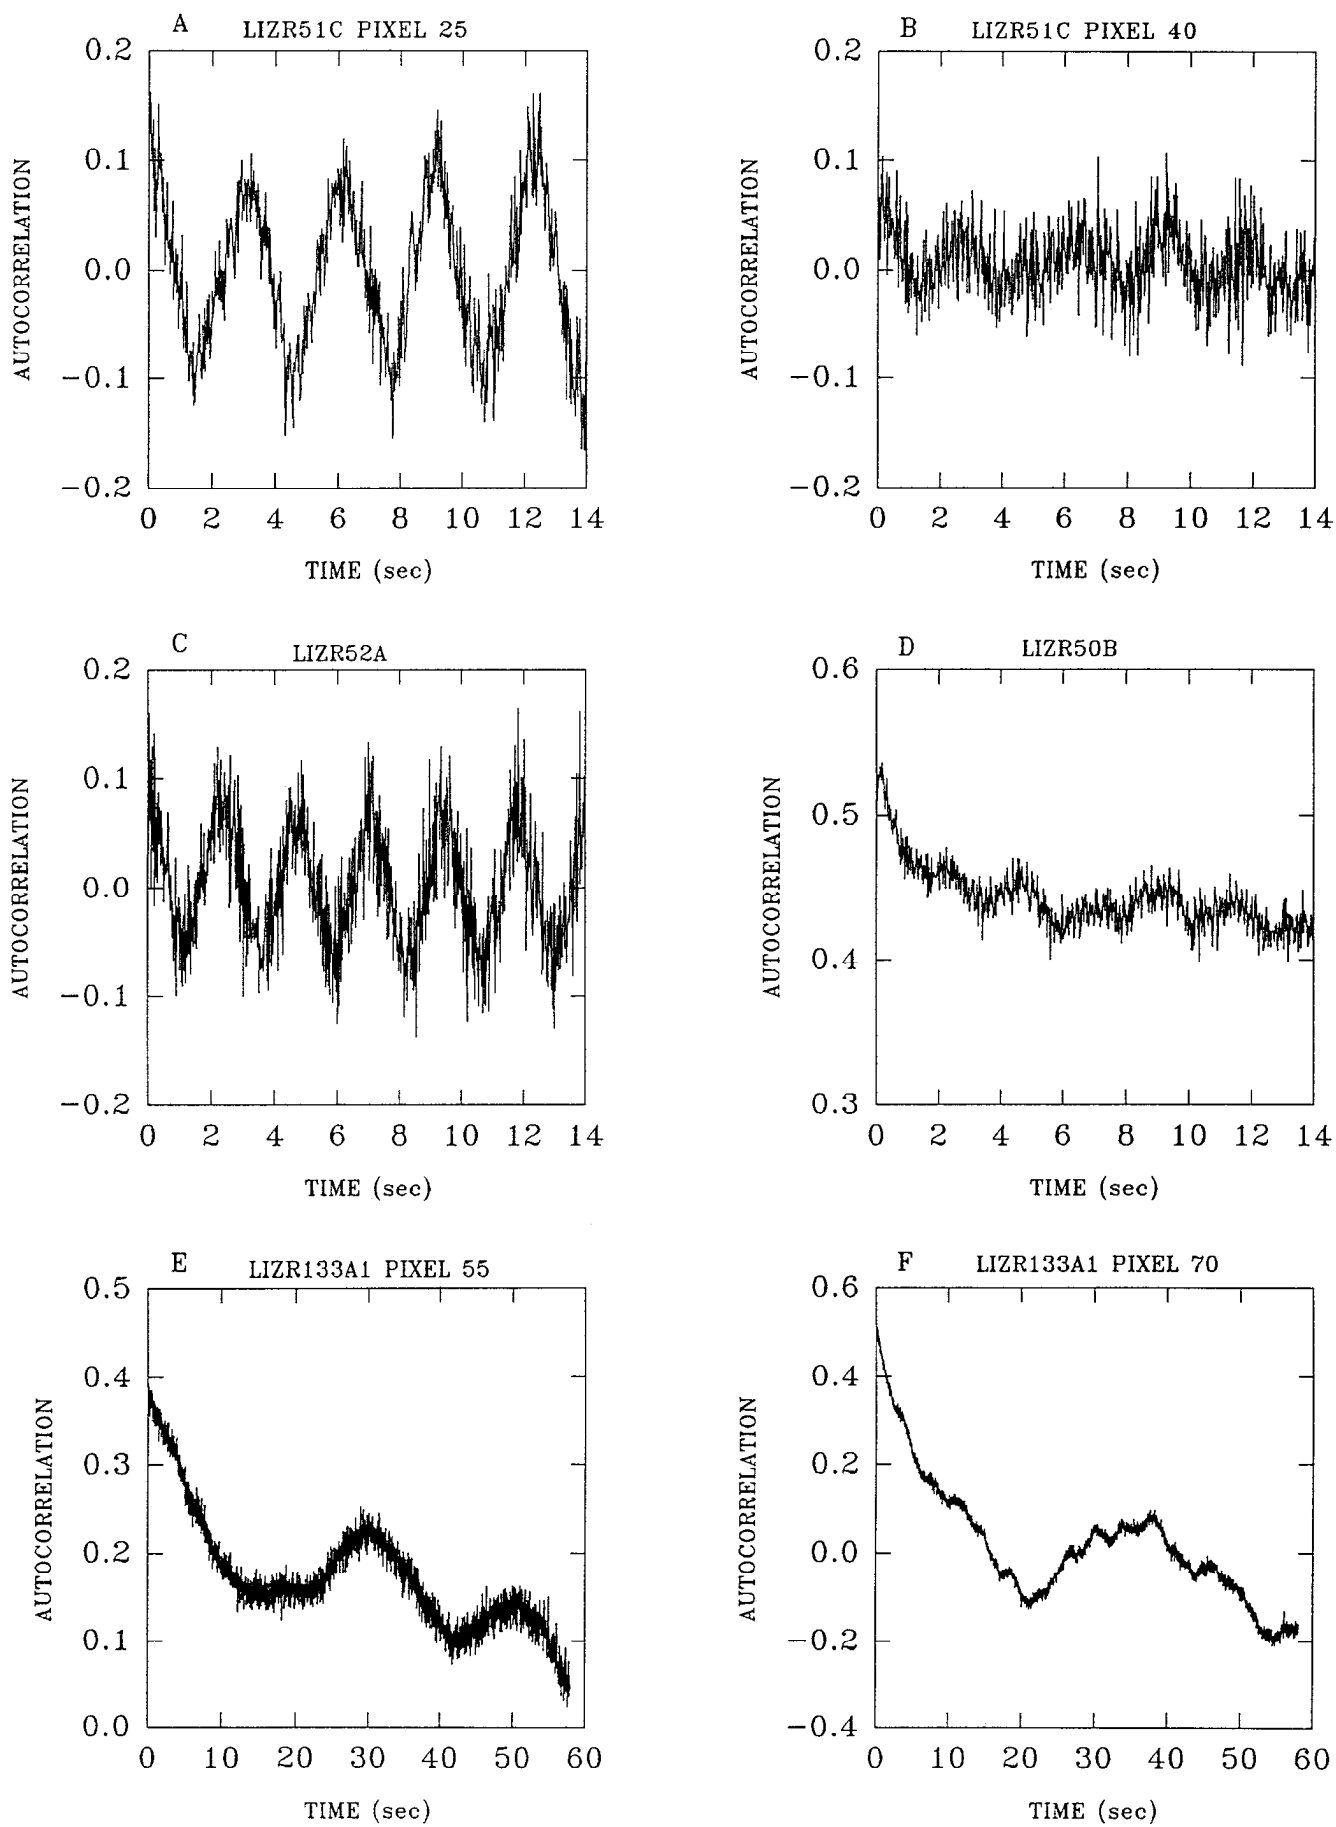 A LIZR51C PIXEL 25
0.2
0.1
0.0
−0.1
−0.2
AUTOCORRELATION
0 2 4 6 8 10 12 14
TIME (sec)
B LIZR51C PIXEL 40
0.2
0.1
0.0
−0.1
−0.2
AUTOCORRELATION
0 2 4 6 8 10 12 14
TIME (sec)
C LIZR52A
0.2
0.1
0.0
−0.1
−0.2
AUTOCORRELATION
0 2 4 6 8 10 12 14
TIME (sec)
D LIZR50B
0.6
0.5
0.4
0.3
AUTOCORRELATION
0 2 4 6 8 10 12 14
TIME (sec)
E LIZR133A1 PIXEL 55
0.5
0.4
0.3
0.2
0.1
0.0
AUTOCORRELATION
0 10 20 30 40 50 60
TIME (sec)
F LIZR133A1 PIXEL 70
0.6
0.4
0.2
0.0
−0.2
−0.4
AUTOCORRELATION
0 10 20 30 40 50 60
TIME (sec)